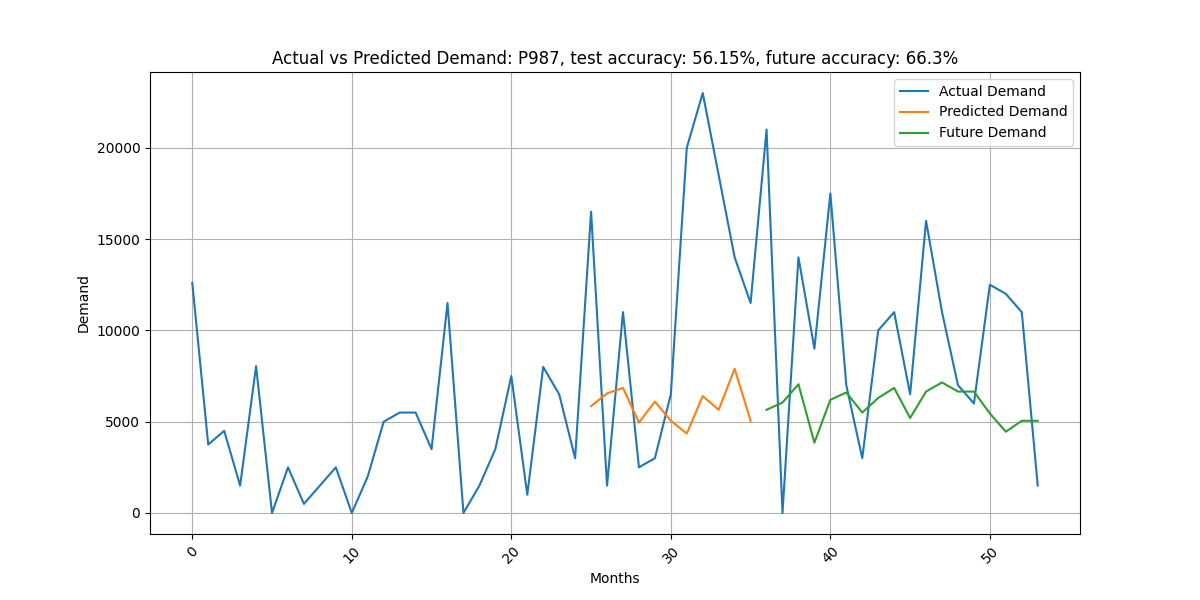 Actual vs Predicted Demand: P987, test accuracy: 56.15%, future accuracy: 66.3%
Actual Demand
Predicted Demand
Future Demand
20000
15000
10000
5000
0
Demand
0
10
20
30
40
50
Months